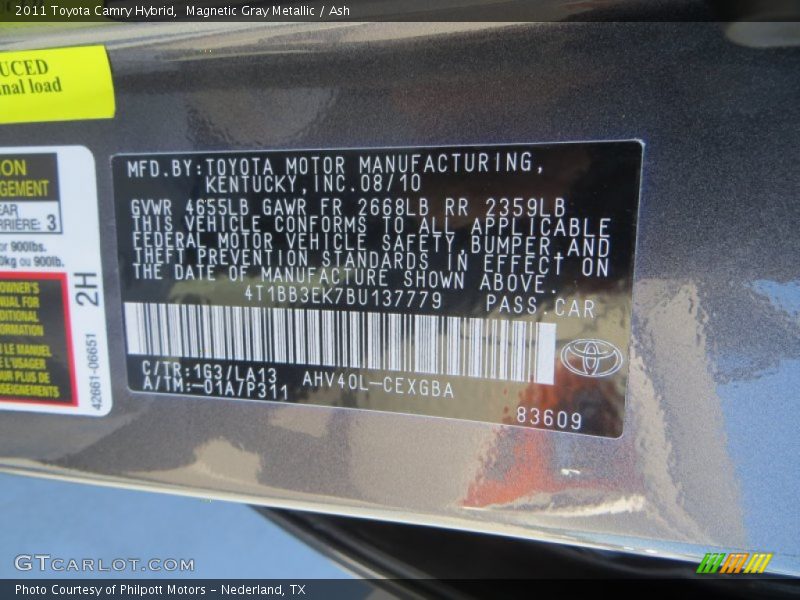 2011 Toyota Camry Hybrid, Magnetic Gray Metallic / Ash
UCED
nal load
ON
GEMENT
EAR
RRIÈRE: 3
or 900lbs.
0kg ou 900lb.
OWNER'S
NUAL FOR
DITIONAL
ORMATION
LE MANUEL
E L'USAGER
UR PLUS DE
SEIGNEMENTS
2H
42661-06651
MFD.BY:TOYOTA MOTOR MANUFACTURING,
KENTUCKY,INC.08/10
GVWR 4655LB GAWR FR 2668LB RR 2359LB
THIS VEHICLE CONFORMS TO ALL APPLICABLE
FEDERAL MOTOR VEHICLE SAFETY,BUMPER,AND
THEFT PREVENTION STANDARDS IN EFFECT ON
THE DATE OF MANUFACTURE SHOWN ABOVE.
4T1BB3EK7BU137779 PASS.CAR
C/TR:1G3/LA13
A/TM:-01A/P311
AHV40L-CEXGBA
83609
GTCARLOT.COM
Photo Courtesy of Philpott Motors - Nederland, TX